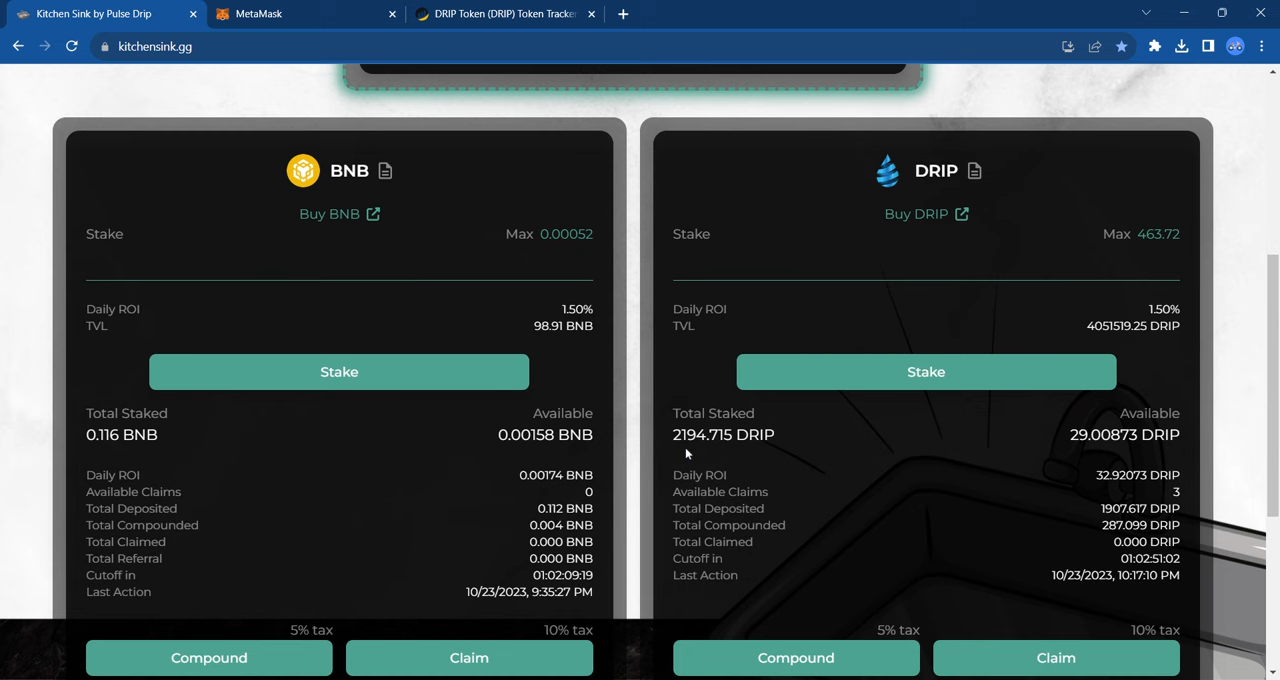 Kitchen Sink by Pulse Drip
MetaMask
DRIP Token (DRIP) Token Tracker
kitchensink.gg
BNB
Buy BNB
Stake Max 0.00052
Daily ROI 1.50%
TVL 98.91 BNB
Stake
Total Staked Available
0.116 BNB 0.00158 BNB
Daily ROI 0.00174 BNB
Available Claims 0
Total Deposited 0.112 BNB
Total Compounded 0.004 BNB
Total Claimed 0.000 BNB
Total Referral 0.000 BNB
Cutoff in 01:02:09:19
Last Action 10/23/2023, 9:35:27 PM
5% tax 10% tax
Compound Claim
DRIP
Buy DRIP
Stake Max 463.72
Daily ROI 1.50%
TVL 4051519.25 DRIP
Stake
Total Staked Available
2194.715 DRIP 29.00873 DRIP
Daily ROI 32.92073 DRIP
Available Claims 3
Total Deposited 1907.617 DRIP
Total Compounded 287.099 DRIP
Total Claimed 0.000 DRIP
Cutoff in 01:02:51:02
Last Action 10/23/2023, 10:17:10 PM
5% tax 10% tax
Compound Claim